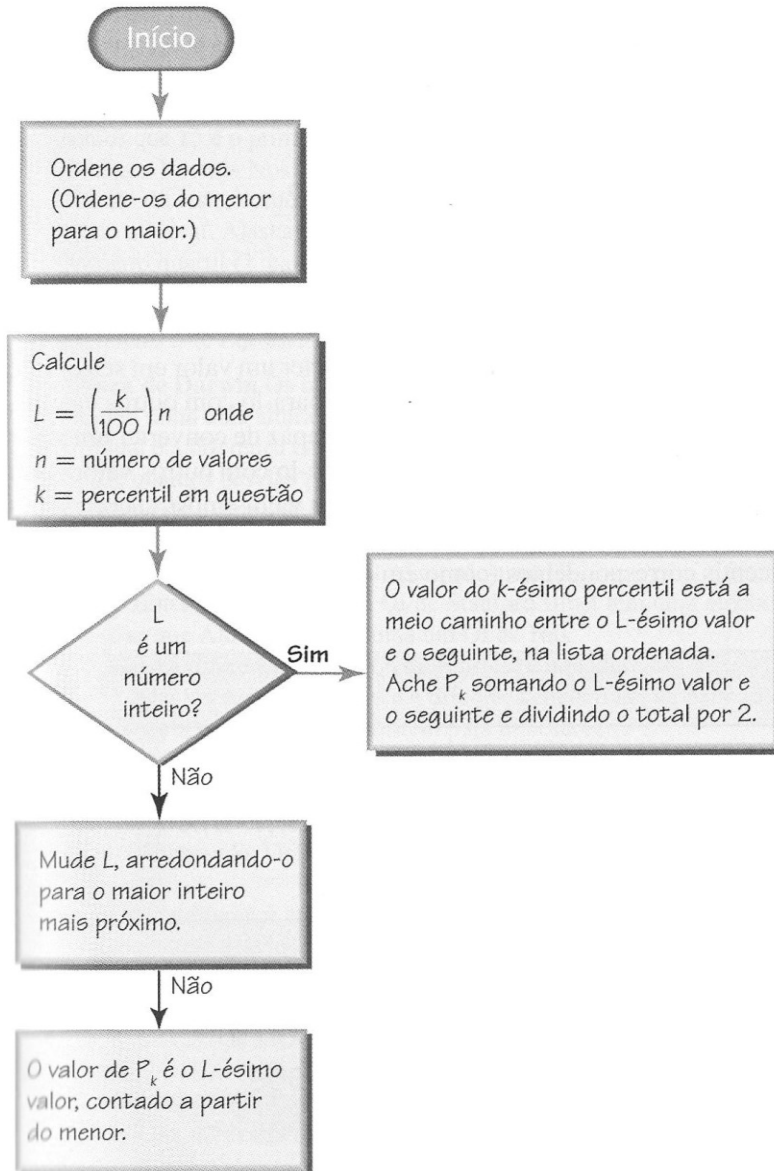 Início
Ordene os dados.
(Ordene-os do menor
para o maior.)
Calcule
L = (k/100) n onde
n = número de valores
k = percentil em questão
L
é um
número
inteiro?
Sim
O valor do k-ésimo percentil está a
meio caminho entre o L-ésimo valor
e o seguinte, na lista ordenada.
Ache Pk somando o L-ésimo valor e
o seguinte e dividindo o total por 2.
Não
Mude L, arredondando-o
para o maior inteiro
mais próximo.
Não
O valor de Pk é o L-ésimo
valor, contado a partir
do menor.